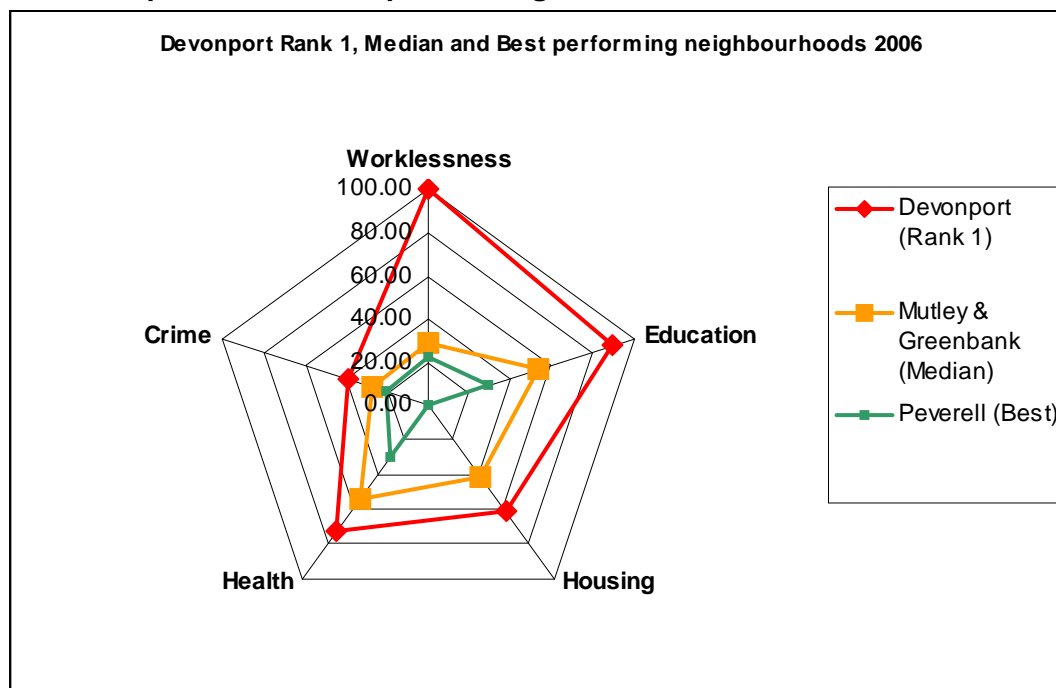 Devonport Rank 1, Median and Best performing neighbourhoods 2006
Worklessness
100.00
80.00
60.00
40.00
20.00
0.00
Crime
Education
Health
Housing
Devonport
(Rank 1)
Mutley &
Greenbank
(Median)
Peverell (Best)